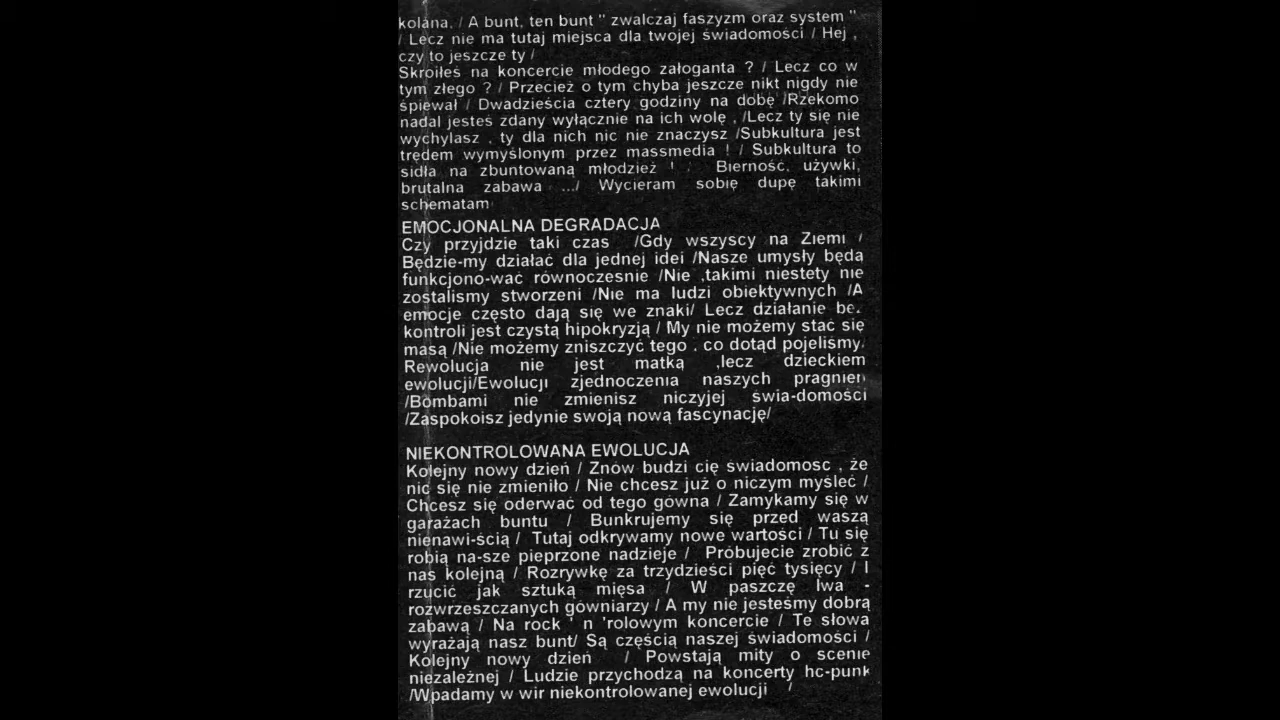 kolana, / A bunt, ten bunt " zwalczaj faszyzm oraz system "
/ Lecz nie ma tutaj miejsca dla twojej świadomości / Hej ,
czy to jeszcze ty /
Skroiłeś na koncercie młodego załoganta ? / Lecz co w
tym złego ? / Przecież o tym chyba jeszcze nikt nigdy nie
śpiewał / Dwadzieścia cztery godziny na dobę /Rzekomo
nadal jesteś zdany wyłącznie na ich wolę , /Lecz ty się nie
wychylasz , ty dla nich nic nie znaczysz /Subkultura jest
trędem wymyślonym przez massmedia ! / Subkultura to
sidła na zbuntowaną młodzież ! / Bierność, używki,
brutalna zabawa .../ Wycieram sobię dupę takimi
schematami
EMOCJONALNA DEGRADACJA
Czy przyjdzie taki czas /Gdy wszyscy na Ziemi /
Będzie-my działać dla jednej idei /Nasze umysły będą
funkcjono-wać równocześnie /Nie ,takimi niestety nie
zostalismy stworzeni /Nie ma ludzi obiektywnych /A
emocje często dają się we znaki/ Lecz działanie bez
kontroli jest czystą hipokryzją / My nie możemy stać się
masą /Nie możemy zniszczyć tego , co dotąd pojeliśmy/
Rewolucja nie jest matką ,lecz dzieckiem
ewolucji/Ewolucji zjednoczenia naszych pragnień
/Bombami nie zmienisz niczyjej świa-domości
/Zaspokoisz jedynie swoją nową fascynację/
NIEKONTROLOWANA EWOLUCJA
Kolejny nowy dzień / Znów budzi cię świadomosc , że
nic się nie zmieniło / Nie chcesz już o niczym myśleć /
Chcesz się oderwać od tego gówna / Zamykamy się w
garażach buntu / Bunkrujemy się przed waszą
nienawi-ścią / Tutaj odkrywamy nowe wartości / Tu się
robią na-sze pieprzone nadzieje / Próbujecie zrobić z
nas kolejną / Rozrywkę za trzydzieści pięć tysięcy / I
rzucić jak sztuką mięsa / W paszczę lwa -
rozwrzeszczanych gówniarzy / A my nie jesteśmy dobrą
zabawą / Na rock ' n 'rolowym koncercie / Te słowa
wyrażają nasz bunt/ Są częścią naszej świadomości /
Kolejny nowy dzień / Powstają mity o scenie
niezależnej / Ludzie przychodzą na koncerty hc-punk
/Wpadamy w wir niekontrolowanej ewolucji /